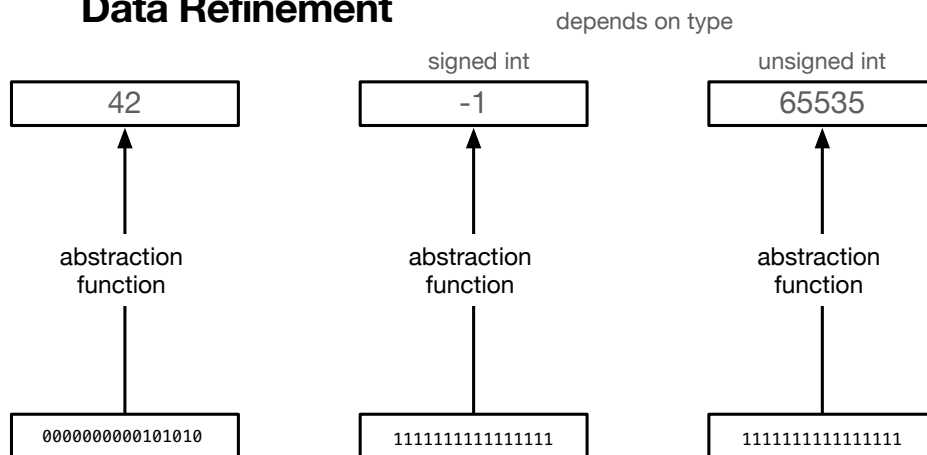 Data Refinement
depends on type
signed int
unsigned int
42
-1
65535
abstraction
function
abstraction
function
abstraction
function
0000000000101010
1111111111111111
1111111111111111